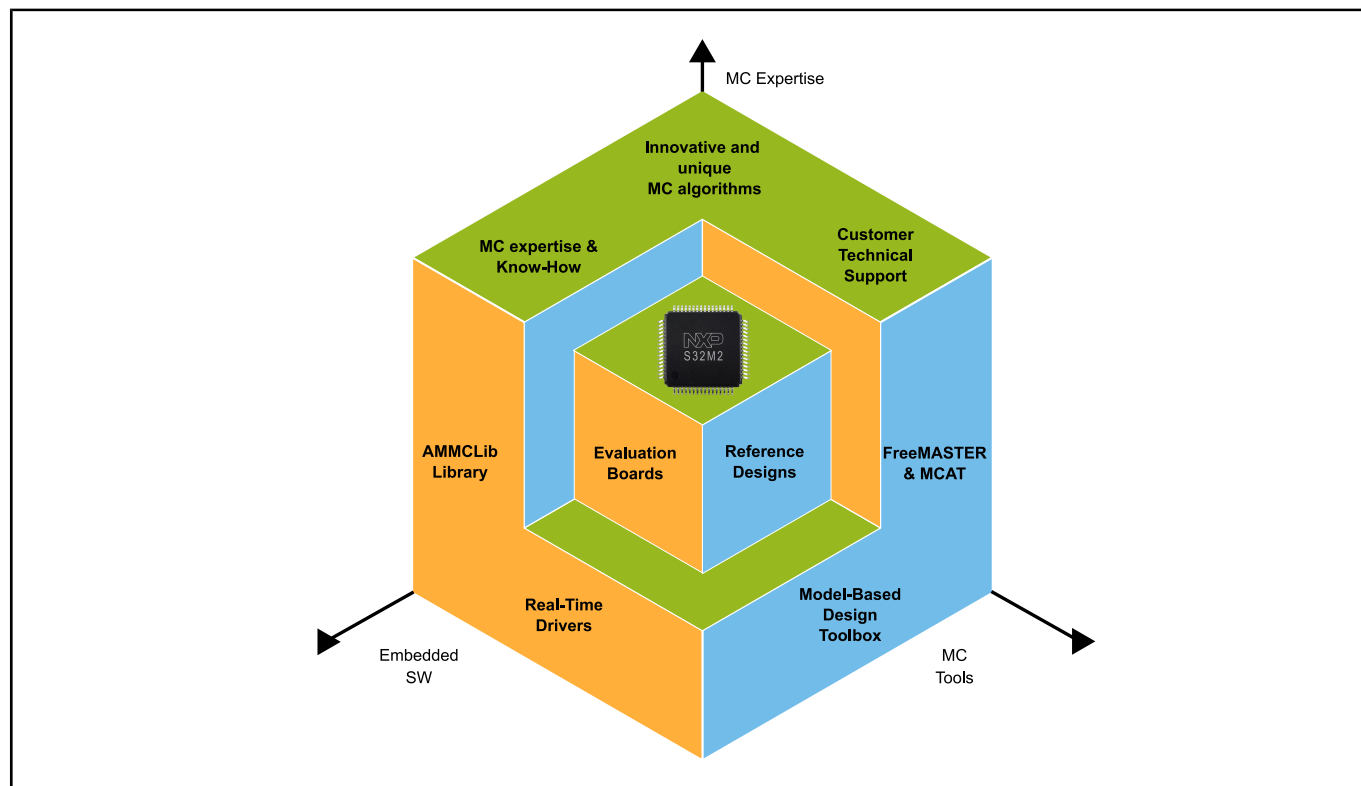 MC Expertise
Innovative and
unique
MC algorithms
MC expertise &
Know-How
Customer
Technical
Support
NXP
S32M2
AMMCLib
Library
Evaluation
Boards
Reference
Designs
FreeMASTER
& MCAT
Real-Time
Drivers
Model-Based
Design
Toolbox
Embedded
SW
MC
Tools